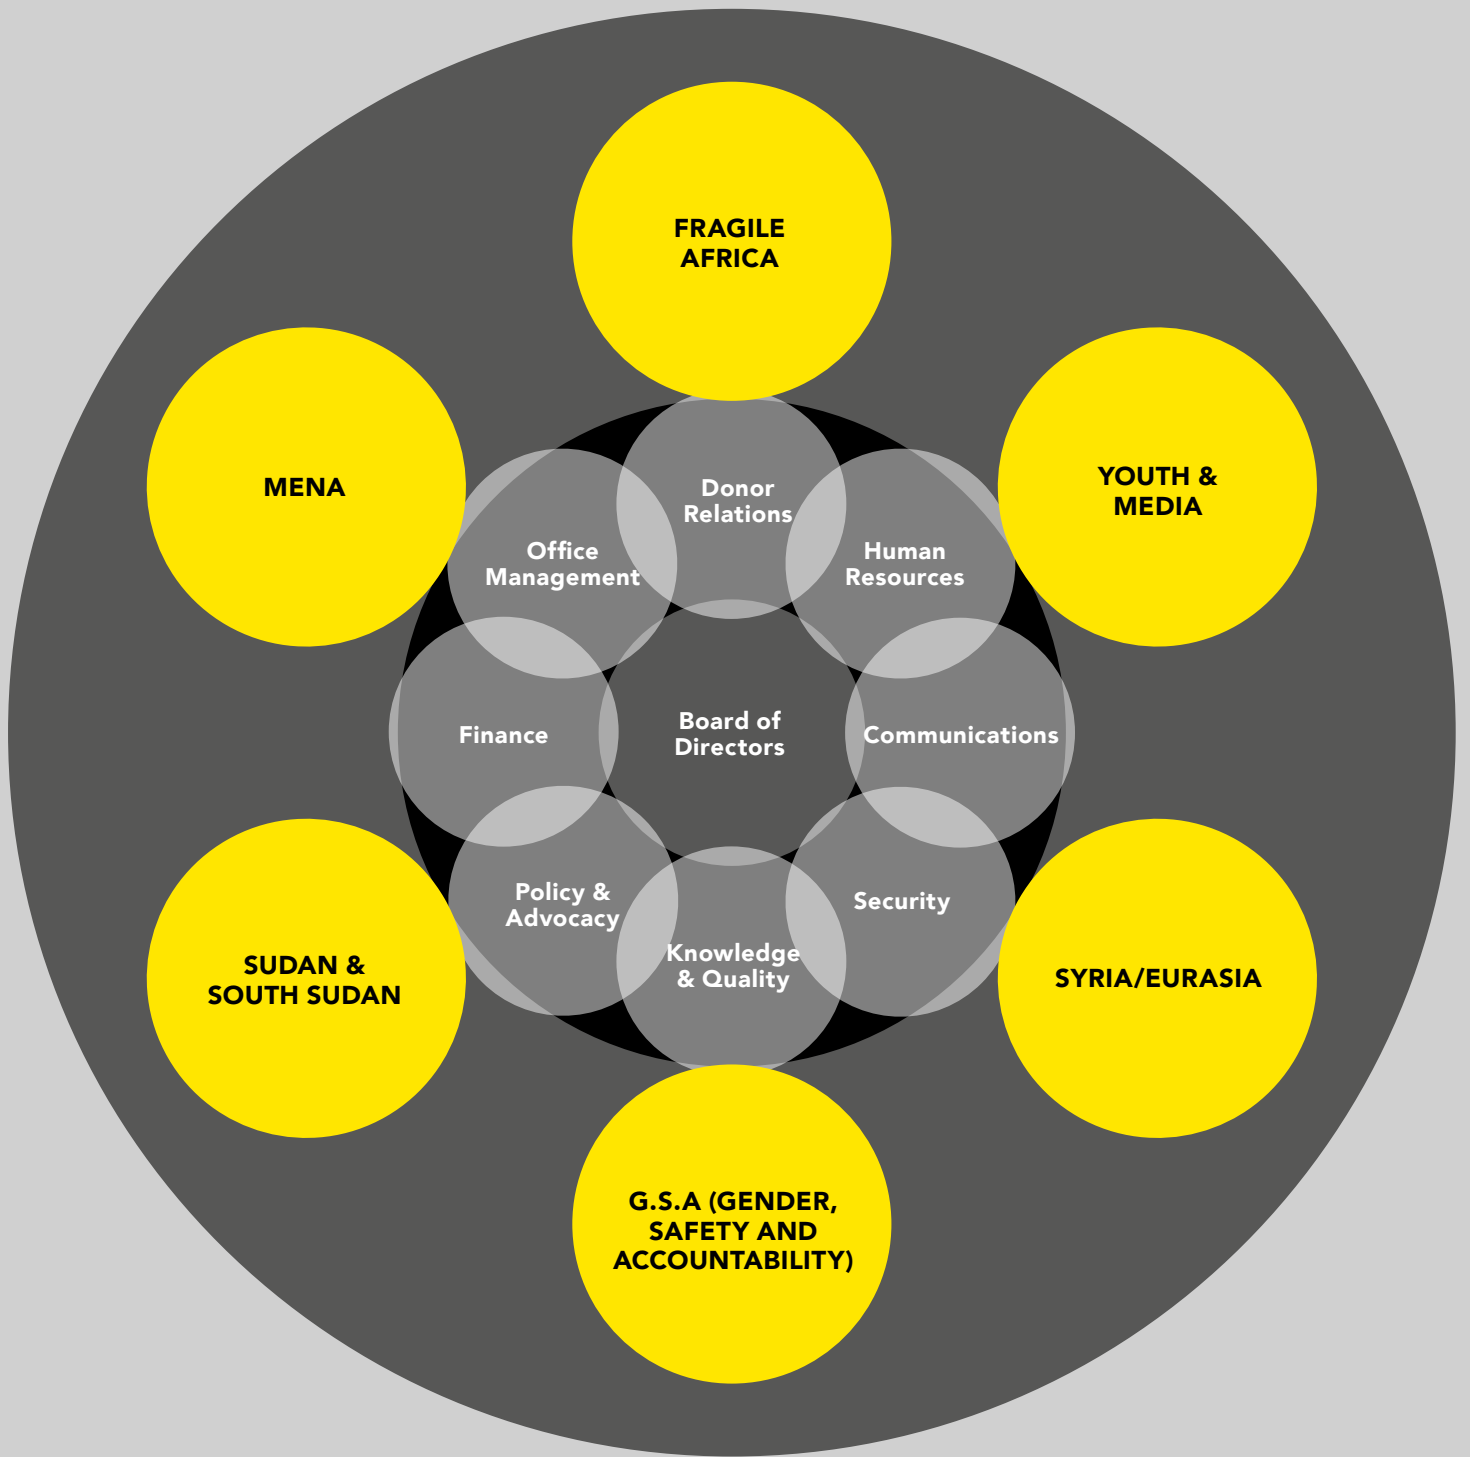 FRAGILE
AFRICA
MENA
YOUTH &
MEDIA
Donor
Relations
Office
Management
Human
Resources
Finance
Board of
Directors
Communications
Policy &
Advocacy
Security
Knowledge
& Quality
SUDAN &
SOUTH SUDAN
SYRIA/EURASIA
G.S.A (GENDER,
SAFETY AND
ACCOUNTABILITY)